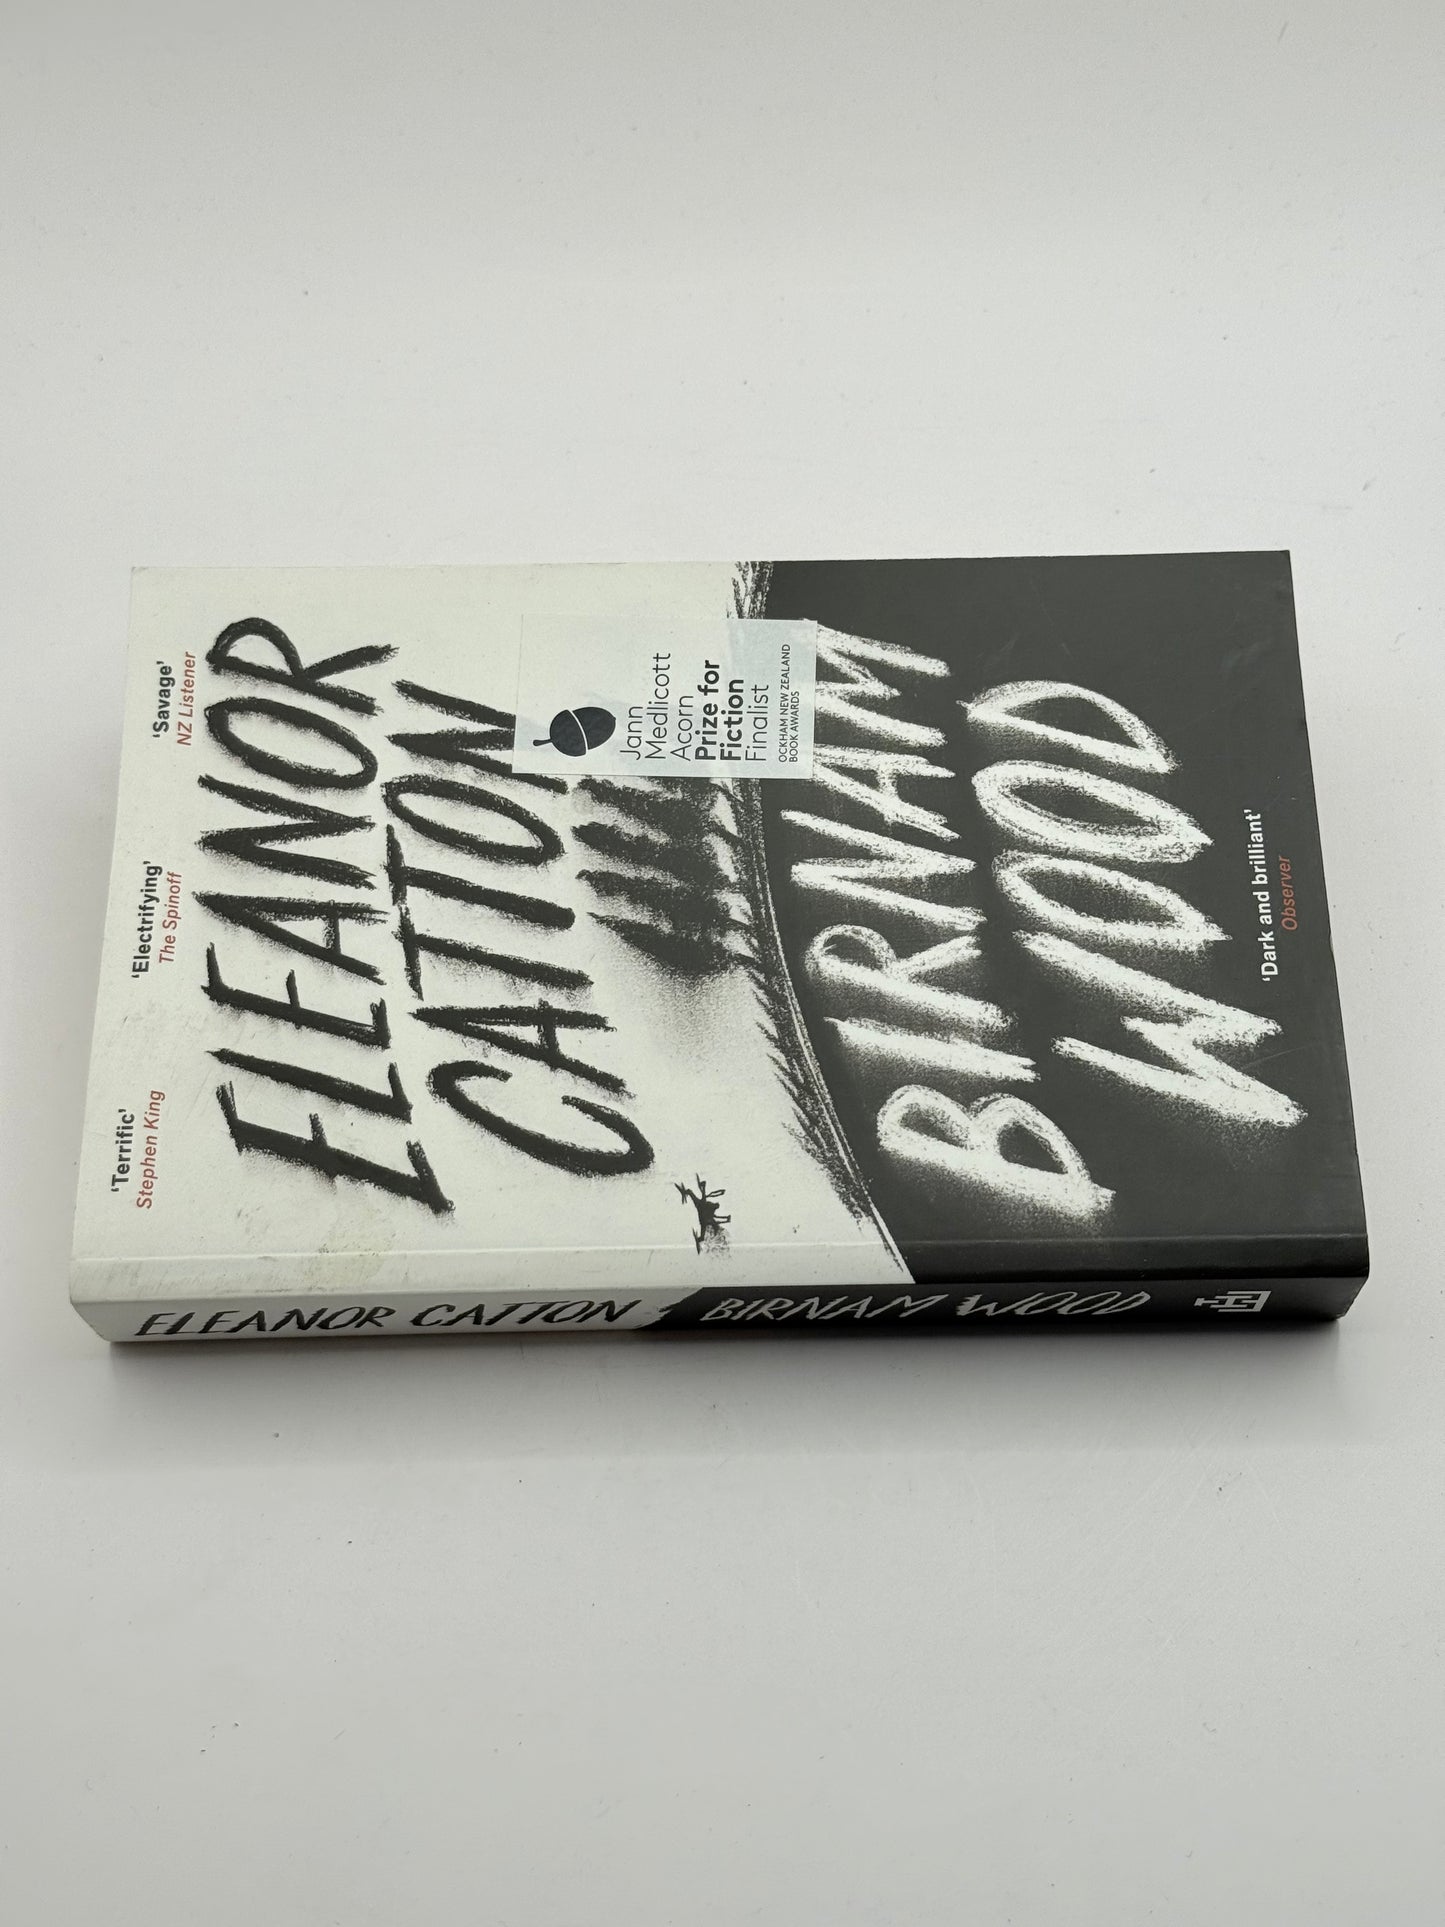 ‘Terrific’
Stephen King
‘Electrifying’
The Spinoff
‘Savage’
NZ Listener
ELEANOR
CATTON
Jann
Medlicott
Acorn
Prize for
Fiction
Finalist
OCKHAM NEW ZEALAND
BOOK AWARDS
BIRNAM
WOOD
‘Dark and brilliant’
Observer
ELEANOR CATTON BIRNAM WOOD